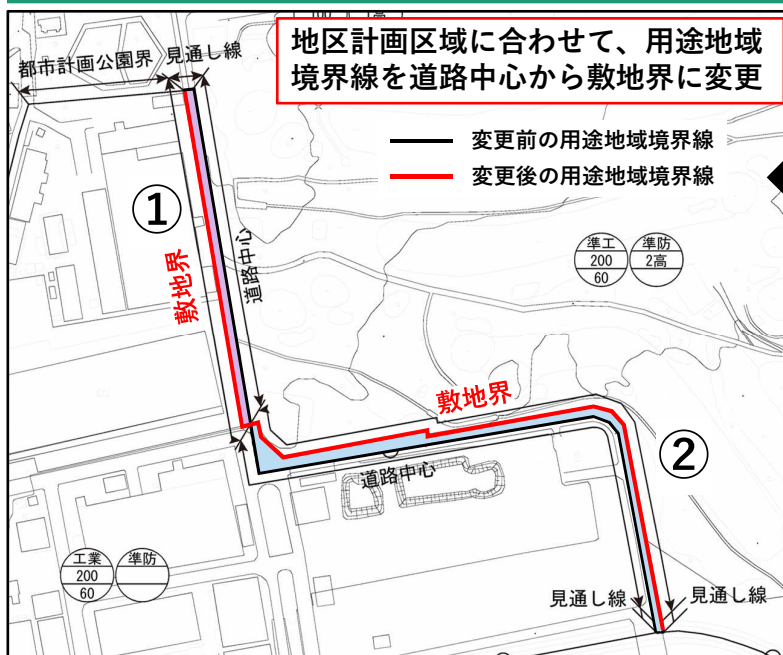 地区計画区域に合わせて、用途地域
境界線を道路中心から敷地界に変更
都市計画公園界
見通し線
変更前の用途地域境界線
変更後の用途地域境界線
①
敷地界
道路中心
準工
200
60
準防
2高
敷地界
道路中心
②
工業
200
60
準防
見通し線
見通し線